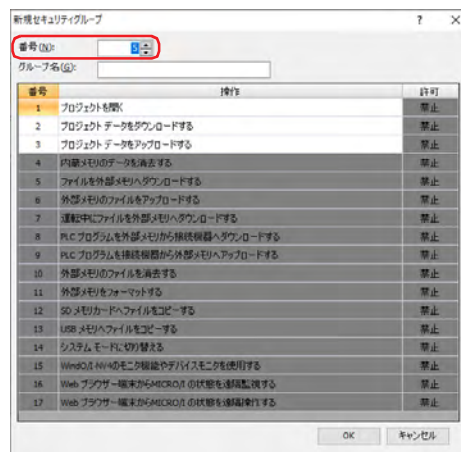 新規セキュリティグループ ? ×
番号(N): 5
グループ名(G):
番号 操作 許可
1 プロジェクトを開く 禁止
2 プロジェクト データをダウンロードする 禁止
3 プロジェクト データをアップロードする 禁止
4 内蔵メモリのデータを消去する 禁止
5 ファイルを外部メモリへダウンロードする 禁止
6 外部メモリのファイルをアップロードする 禁止
7 運転中にファイルを外部メモリへダウンロードする 禁止
8 PLC プログラムを外部メモリから接続機器へダウンロードする 禁止
9 PLC プログラムを接続機器から外部メモリへアップロードする 禁止
10 外部メモリのファイルを消去する 禁止
11 外部メモリをフォーマットする 禁止
12 SD メモリカードへファイルをコピーする 禁止
13 USB メモリへファイルをコピーする 禁止
14 システム モードに切り替える 禁止
15 WindO/I-NV4のモニタ機能やデバイスモニタを使用する 禁止
16 Web ブラウザー端末からMICRO/I の状態を遠隔監視する 禁止
17 Web ブラウザー端末からMICRO/I の状態を遠隔操作する 禁止
OK キャンセル